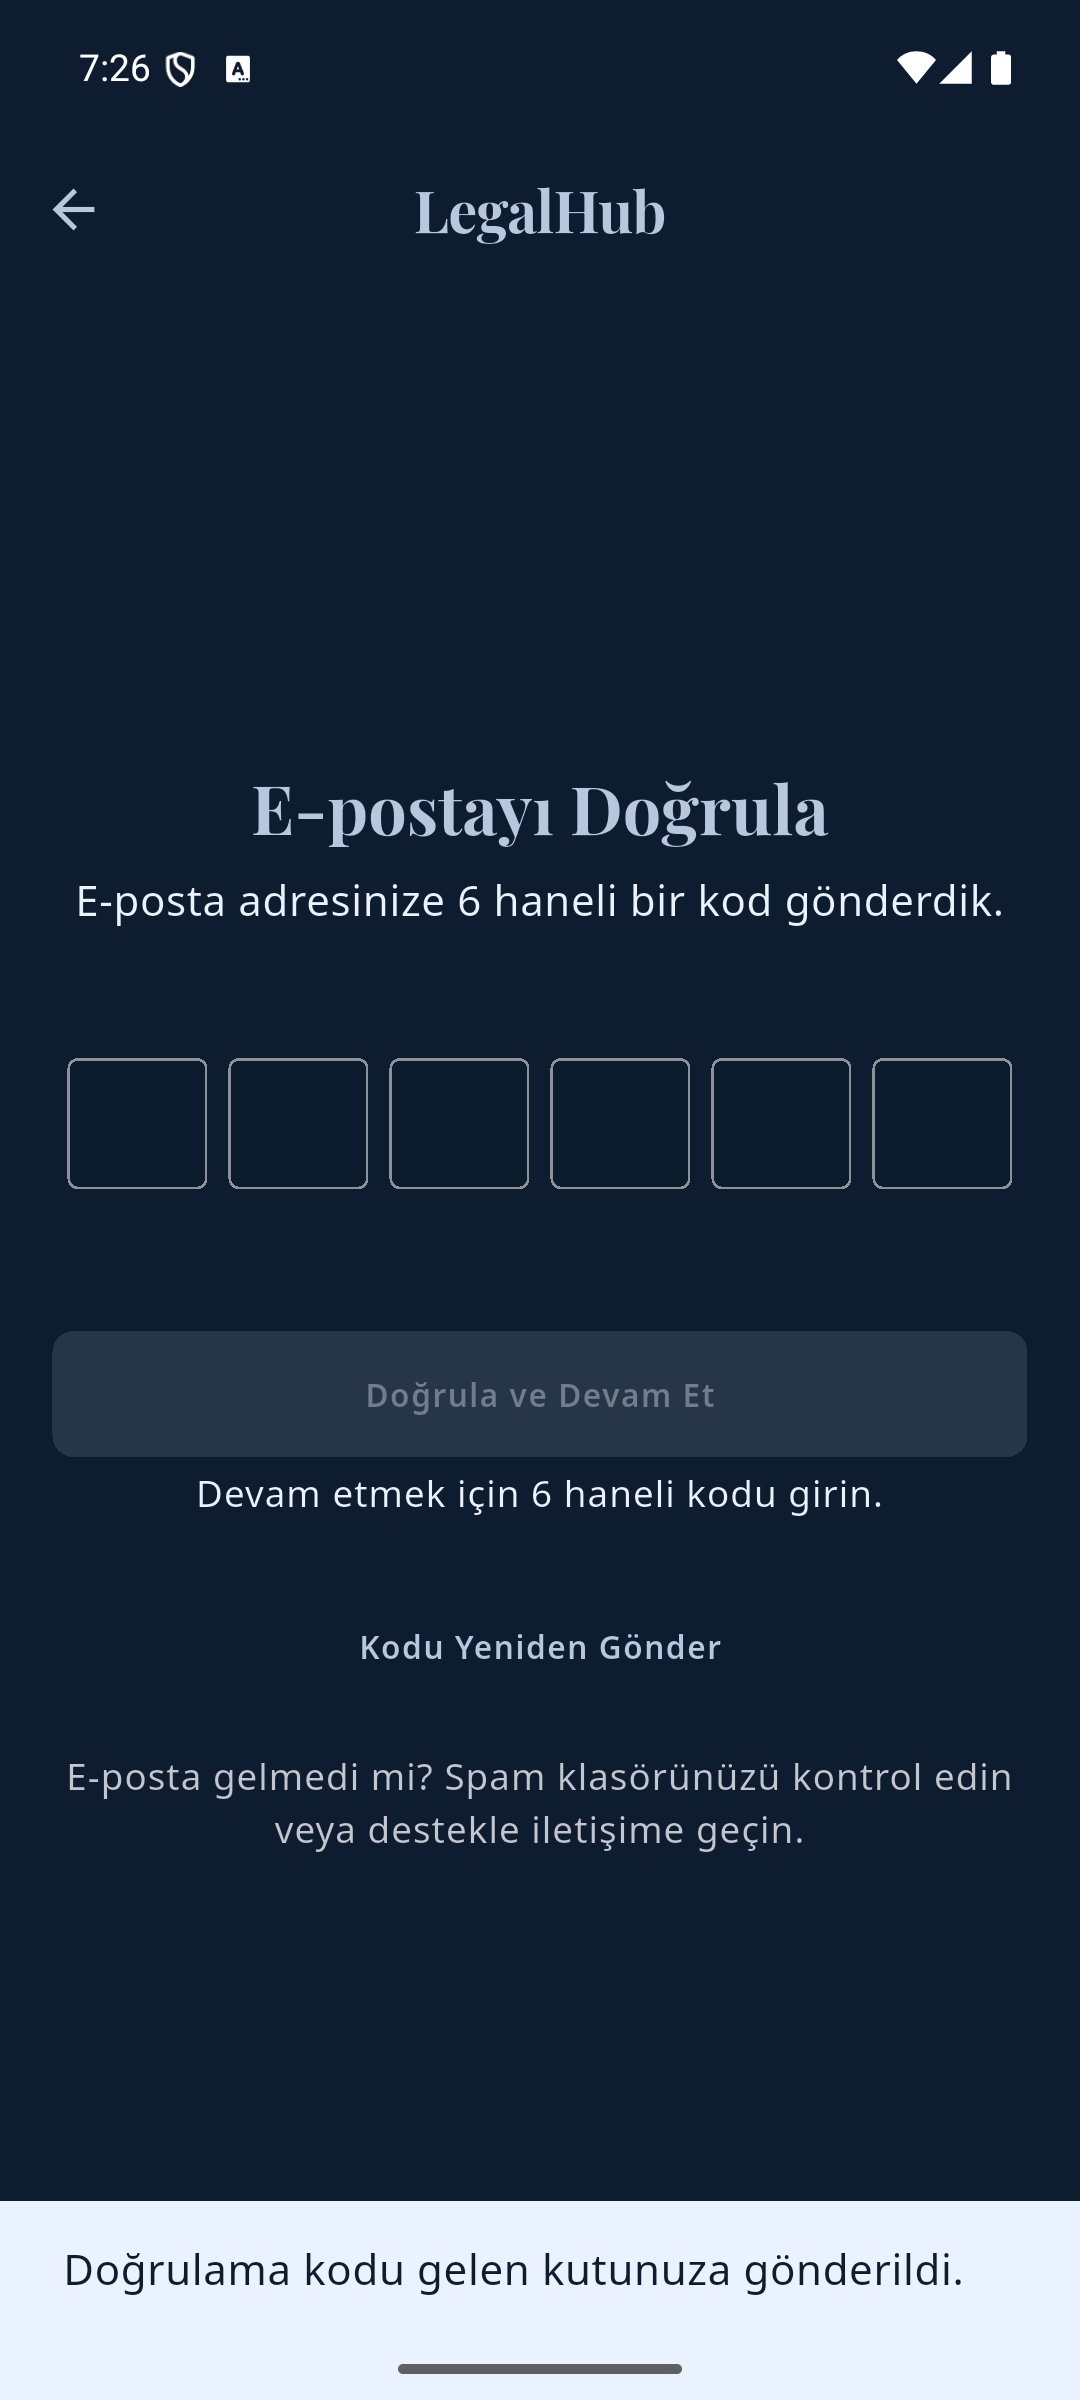 7:26
LegalHub
E-postayı Doğrula
E-posta adresinize 6 haneli bir kod gönderdik.
Doğrula ve Devam Et
Devam etmek için 6 haneli kodu girin.
Kodu Yeniden Gönder
E-posta gelmedi mi? Spam klasörünüzü kontrol edin
veya destekle iletişime geçin.
Doğrulama kodu gelen kutunuza gönderildi.